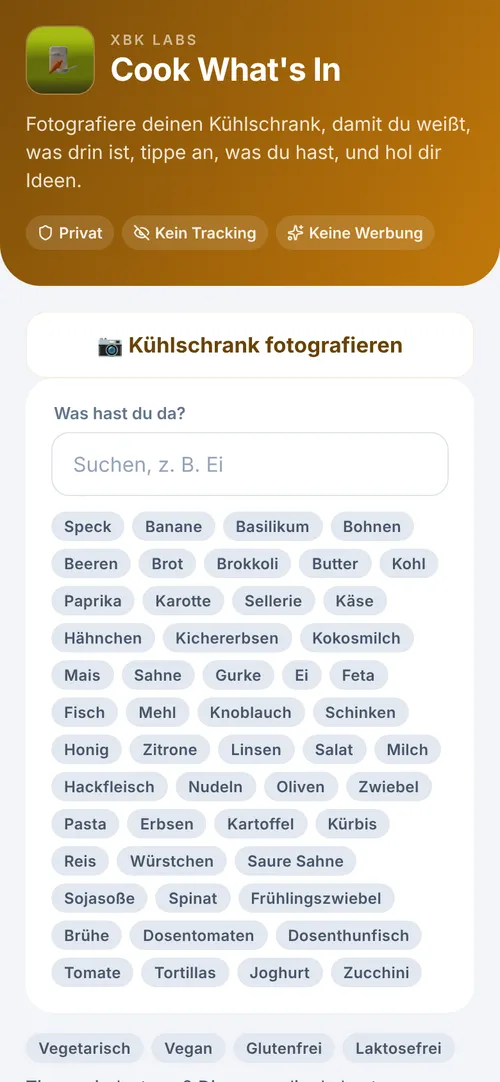 XBK LABS
Cook What's In
Fotografiere deinen Kühlschrank, damit du weißt,
was drin ist, tippe an, was du hast, und hol dir
Ideen.
Privat Kein Tracking Keine Werbung
Kühlschrank fotografieren
Was hast du da?
Suchen, z. B. Ei
Speck Banane Basilikum Bohnen
Beeren Brot Brokkoli Butter Kohl
Paprika Karotte Sellerie Käse
Hähnchen Kichererbsen Kokosmilch
Mais Sahne Gurke Ei Feta
Fisch Mehl Knoblauch Schinken
Honig Zitrone Linsen Salat Milch
Hackfleisch Nudeln Oliven Zwiebel
Pasta Erbsen Kartoffel Kürbis
Reis Würstchen Saure Sahne
Sojasoße Spinat Frühlingszwiebel
Brühe Dosentomaten Dosenthunfisch
Tomate Tortillas Joghurt Zucchini
Vegetarisch Vegan Glutenfrei Laktosefrei